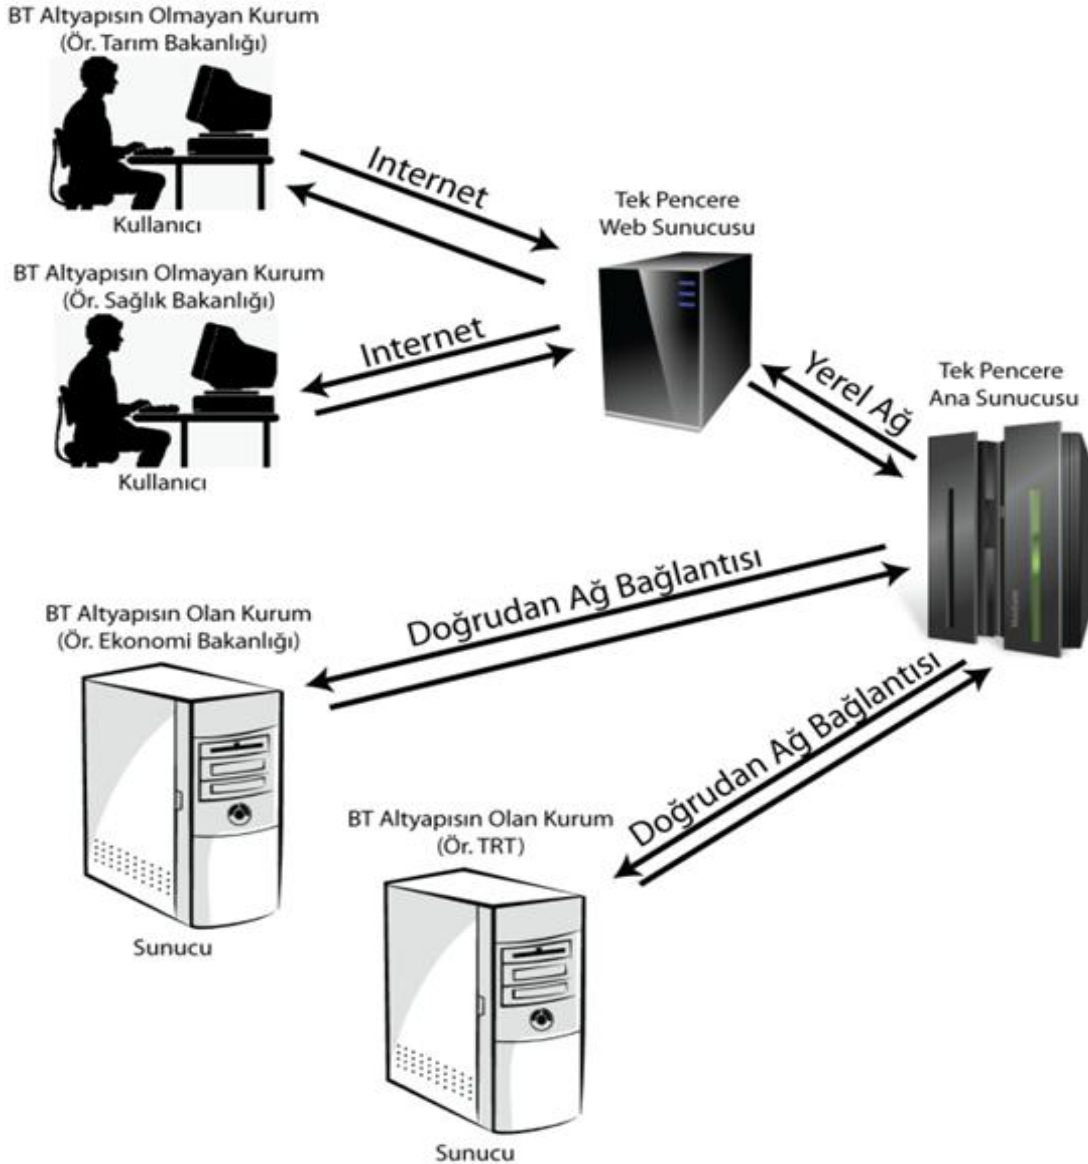 BT Altyapısın Olmayan Kurum
(Ör. Tarım Bakanlığı)
Internet
Kullanıcı
Tek Pencere
Web Sunucusu
BT Altyapısın Olmayan Kurum
(Ör. Sağlık Bakanlığı)
Internet
Kullanıcı
Yerel Ağ
Tek Pencere
Ana Sunucusu
Doğrudan Ağ Bağlantısı
BT Altyapısın Olan Kurum
(Ör. Ekonomi Bakanlığı)
Sunucu
Doğrudan Ağ Bağlantısı
BT Altyapısın Olan Kurum
(Ör. TRT)
Sunucu